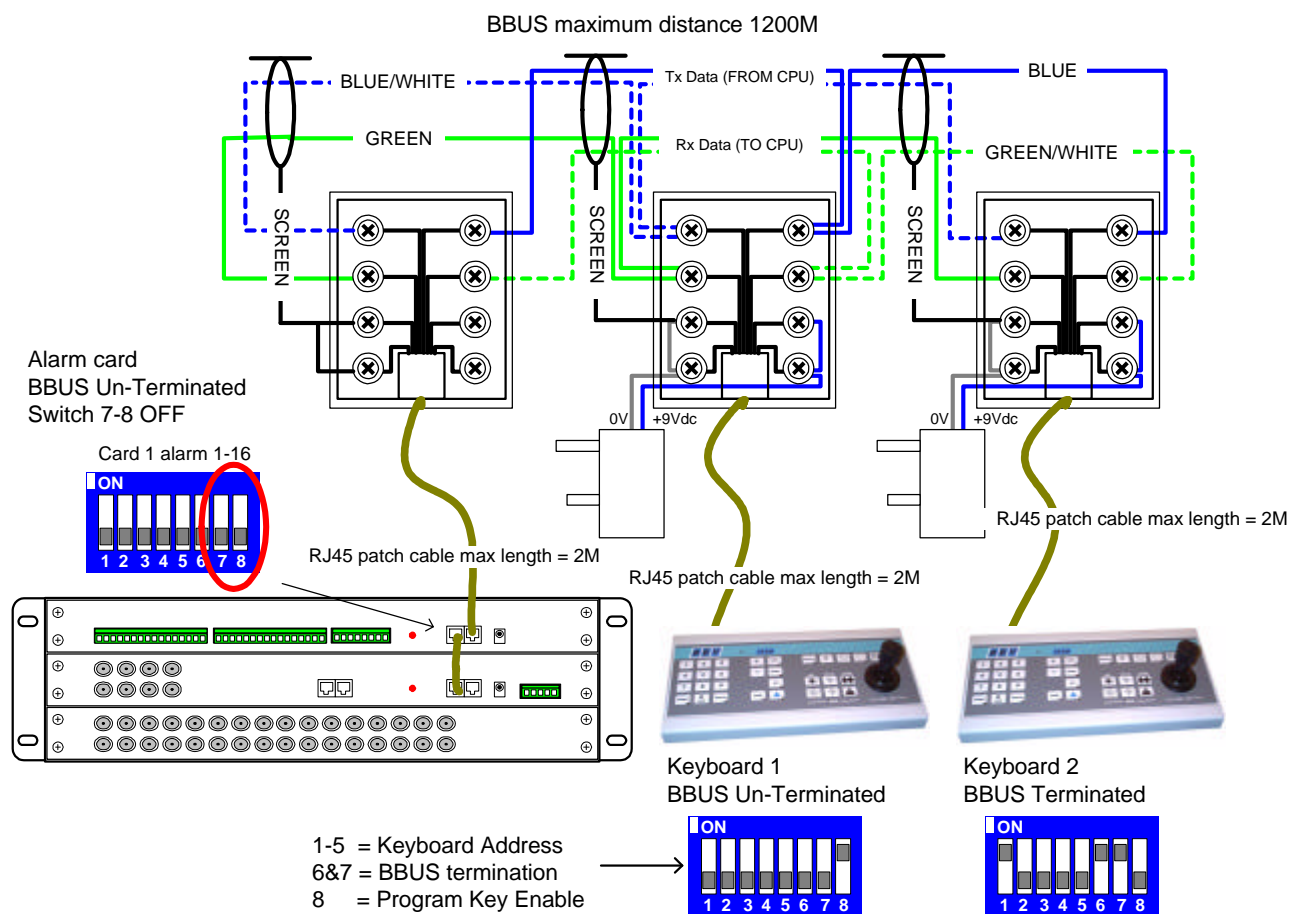 BBUS maximum distance 1200M
BLUE/WHITE
Tx Data (FROM CPU)
BLUE
GREEN
Rx Data (TO CPU)
GREEN/WHITE
SCREEN
SCREEN
SCREEN
Alarm card
BBUS Un-Terminated
Switch 7-8 OFF
0V
+9Vdc
0V
+9Vdc
Card 1 alarm 1-16
ON
1 2 3 4 5 6 7 8
RJ45 patch cable max length = 2M
RJ45 patch cable max length = 2M
RJ45 patch cable max length = 2M
Keyboard 1
BBUS Un-Terminated
Keyboard 2
BBUS Terminated
1-5 = Keyboard Address
6&7 = BBUS termination
8 = Program Key Enable
ON
1 2 3 4 5 6 7 8
ON
1 2 3 4 5 6 7 8